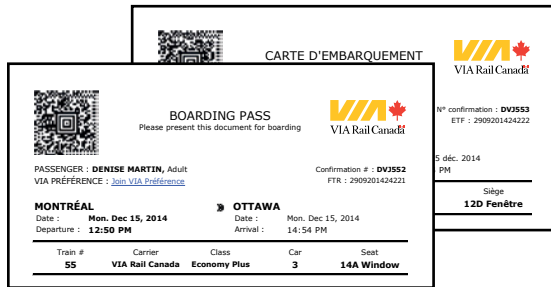 CARTE D'EMBARQUEMENT
VIA Rail Canada
N° confirmation : DVJ553
ETF : 2909201424222
5 déc. 2014
PM
Siège
12D Fenêtre
BOARDING PASS
Please present this document for boarding
VIA Rail Canada
PASSENGER : DENISE MARTIN, Adult
Confirmation # : DVJ552
VIA PRÉFÉRENCE : Join VIA Préférence
FTR : 2909201424221
MONTRÉAL » OTTAWA
Date : Mon. Dec 15, 2014 Date : Mon. Dec 15, 2014
Departure : 12:50 PM Arrival : 14:54 PM
Train # Carrier Class Car Seat
55 VIA Rail Canada Economy Plus 3 14A Window